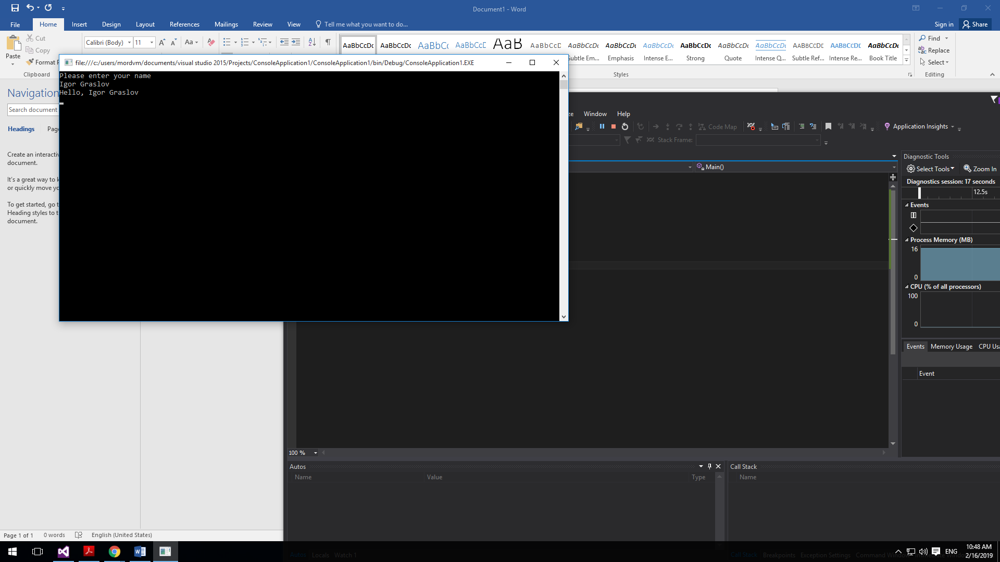 Document1 - Word
File Home Insert Design Layout References Mailings Review View Tell me what you want to do... Sign in Share
Cut
Copy
Paste
Format
Clipboard
Calibri (Body) 11
Aa
AaBbCcDc AaBbCcDc AaBbCc AaBbCcD AaB AaBbCcD AaBbCcDc AaBbCcDc AaBbCcDc AaBbCcDc AaBbCcDc AaBbCcDc AABBCCDE AABBCCDE AaBbCcDc
Subtle Em... Emphasis Intense E... Strong Quote Intense Q... Subtle Ref... Intense Re... Book Title
Styles
Find
Replace
Select
Editing
file:///c:/users/mordvm/documents/visual studio 2015/Projects/ConsoleApplication1/ConsoleApplication1/bin/Debug/ConsoleApplication1.EXE
Please enter your name
Igor Graslov
Hello, Igor Graslov
Navigation
Search document
Headings
Create an interactiv
document.
It's a great way to k
or quickly move yo
To get started, go t
Heading styles to t
document.
ze Window Help
Code Map
Application Insights
Stack Frame:
Main()
Diagnostic Tools
Select Tools Zoom In
Diagnostics session: 17 seconds
12.5s
Events
Process Memory (MB)
16
0
CPU (% of all processors)
100
0
Events Memory Usage CPU Usa
Event
100 %
Autos
Name Value Type
Call Stack
Name
Autos Locals Watch 1
Call Stack Breakpoints Exception Settings Command Window
Page 1 of 1 0 words English (United States)
ENG
10:48 AM
2/16/2019